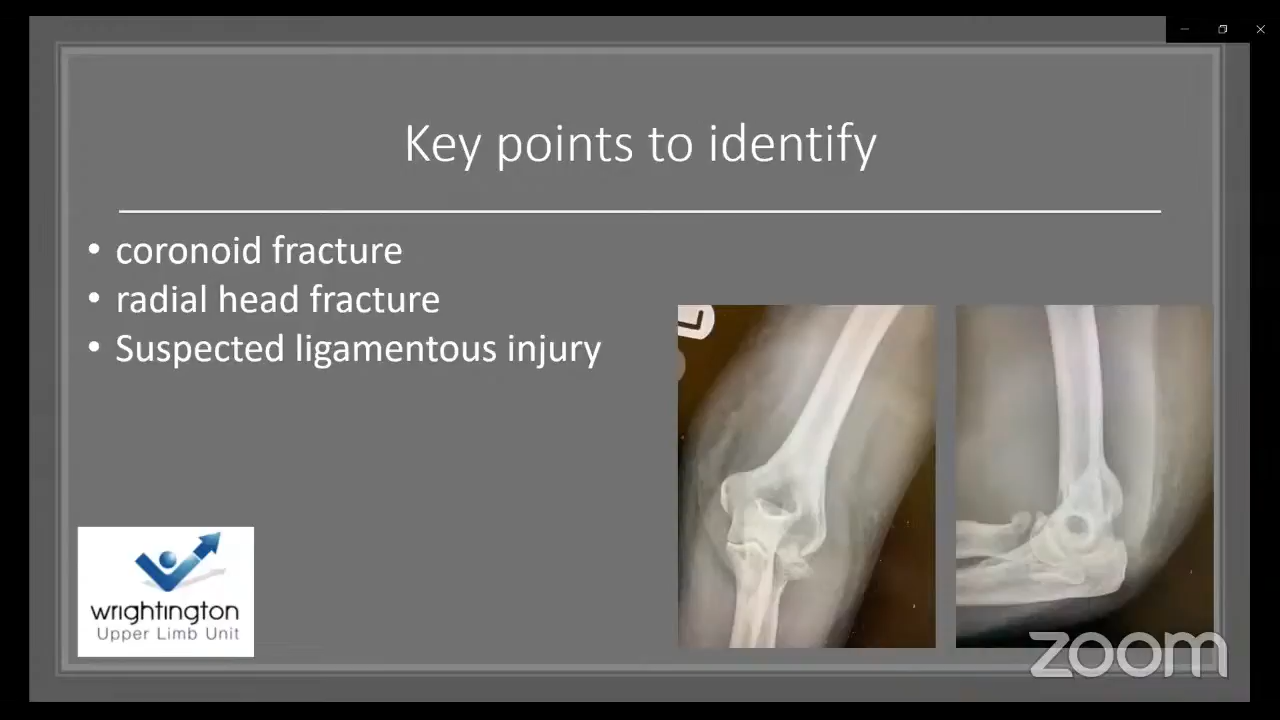 Key points to identify
• coronoid fracture
• radial head fracture
• Suspected ligamentous injury
L
wrightington
Upper Limb Unit
zoom